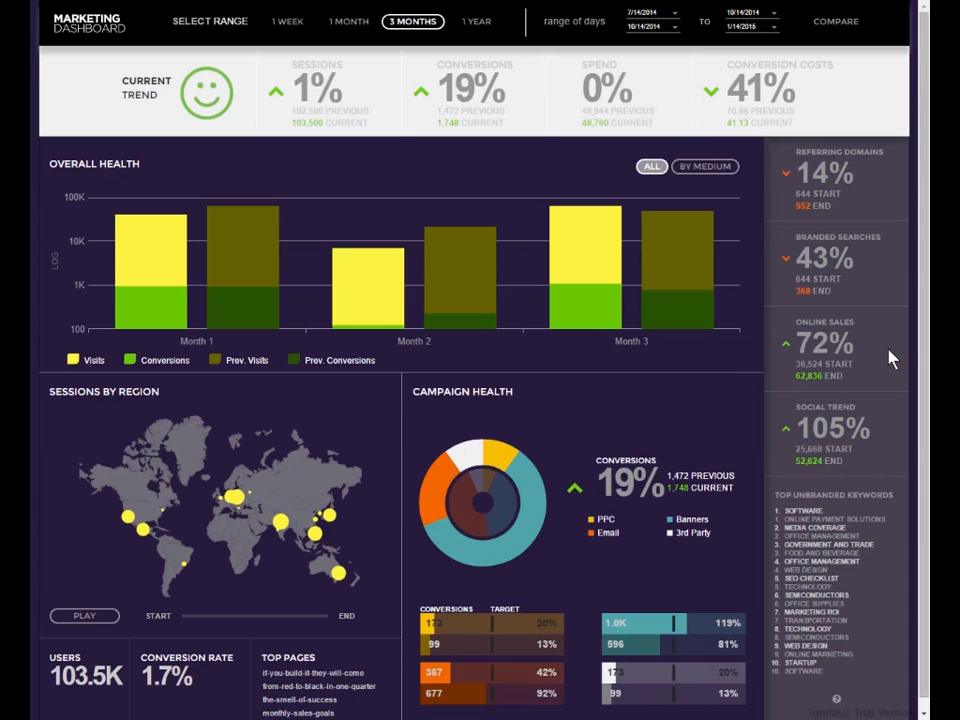 MARKETING
DASHBOARD
SELECT RANGE
1 WEEK
1 MONTH
3 MONTHS
1 YEAR
range of days
7/14/2014
10/14/2014
TO
10/14/2014
1/14/2015
COMPARE
CURRENT
TREND
SESSIONS
1%
102,580 PREVIOUS
103,500 CURRENT
CONVERSIONS
19%
1,472 PREVIOUS
1,748 CURRENT
SPEND
0%
48,944 PREVIOUS
48,760 CURRENT
CONVERSION COSTS
41%
70.66 PREVIOUS
41.13 CURRENT
OVERALL HEALTH
ALL
BY MEDIUM
100K
10K
1K
100
LOG
Month 1
Month 2
Month 3
Visits
Conversions
Prev. Visits
Prev. Conversions
REFERRING DOMAINS
14%
644 START
552 END
BRANDED SEARCHES
43%
644 START
368 END
ONLINE SALES
72%
36,524 START
62,836 END
SOCIAL TREND
105%
25,668 START
52,624 END
SESSIONS BY REGION
PLAY
START
END
CAMPAIGN HEALTH
CONVERSIONS
19%
1,472 PREVIOUS
1,748 CURRENT
PPC
Banners
Email
3rd Party
CONVERSIONS
TARGET
173 20%
99 13%
1.0K 119%
596 81%
367 42%
677 92%
173 20%
99 13%
USERS
103.5K
CONVERSION RATE
1.7%
TOP PAGES
if-you-build-it-they-will-come
from-red-to-black-in-one-quarter
the-smell-of-success
monthly-sales-goals
TOP UNBRANDED KEYWORDS
1. SOFTWARE
1. ONLINE PAYMENT SOLUTIONS
2. MEDIA COVERAGE
2. OFFICE MANAGEMENT
3. GOVERNMENT AND TRADE
3. FOOD AND BEVERAGE
4. OFFICE MANAGEMENT
4. WEB DESIGN
5. SEO CHECKLIST
5. TECHNOLOGY
6. SEMICONDUCTORS
6. OFFICE SUPPLIES
7. MARKETING ROI
7. TRANSPORTATION
8. TECHNOLOGY
8. SEMICONDUCTORS
9. WEB DESIGN
9. ONLINE MARKETING
10. STARTUP
10. SOFTWARE
?
IgniteUI Trial Version